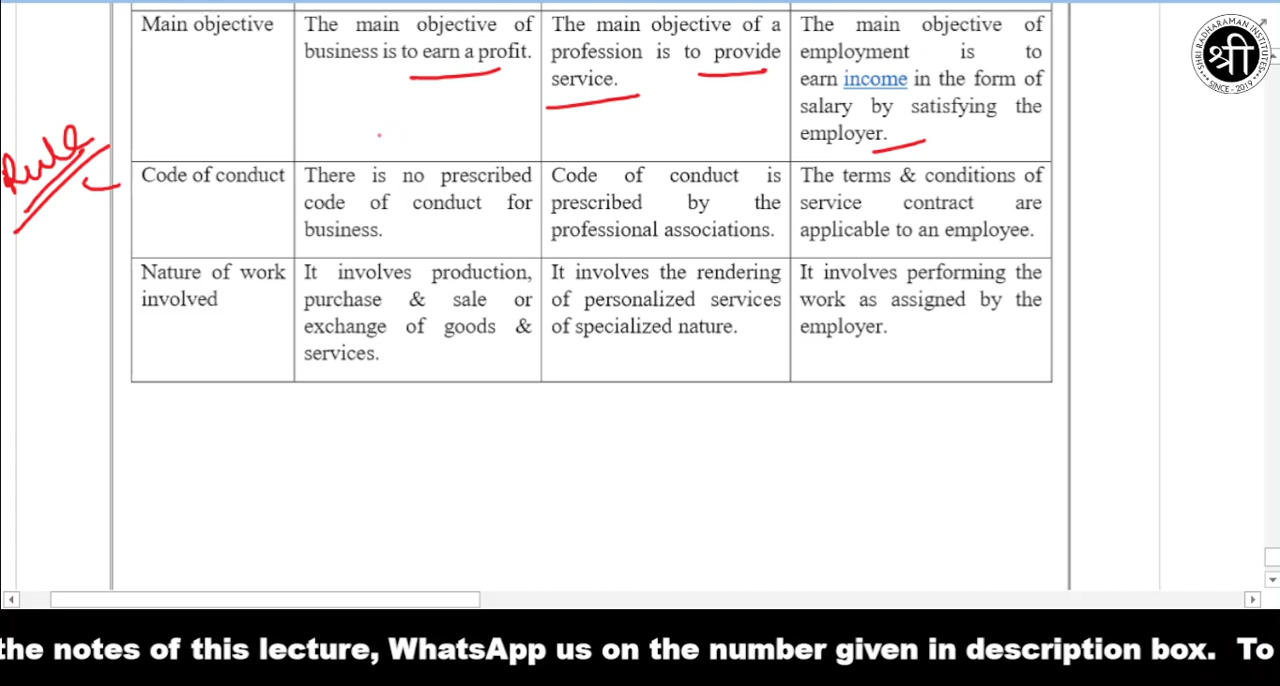 Main objective
The main objective of
business is to earn a profit.
The main objective of a
profession is to provide
service.
The main objective of
employment is to
earn income in the form of
salary by satisfying the
employer.
Rule
Code of conduct
There is no prescribed
code of conduct for
business.
Code of conduct is
prescribed by the
professional associations.
The terms & conditions of
service contract are
applicable to an employee.
Nature of work
involved
It involves production,
purchase & sale or
exchange of goods &
services.
It involves the rendering
of personalized services
of specialized nature.
It involves performing the
work as assigned by the
employer.
SHRI RADHARAMAN INSTITUTES
श्री
SINCE - 2019
the notes of this lecture, WhatsApp us on the number given in description box. To